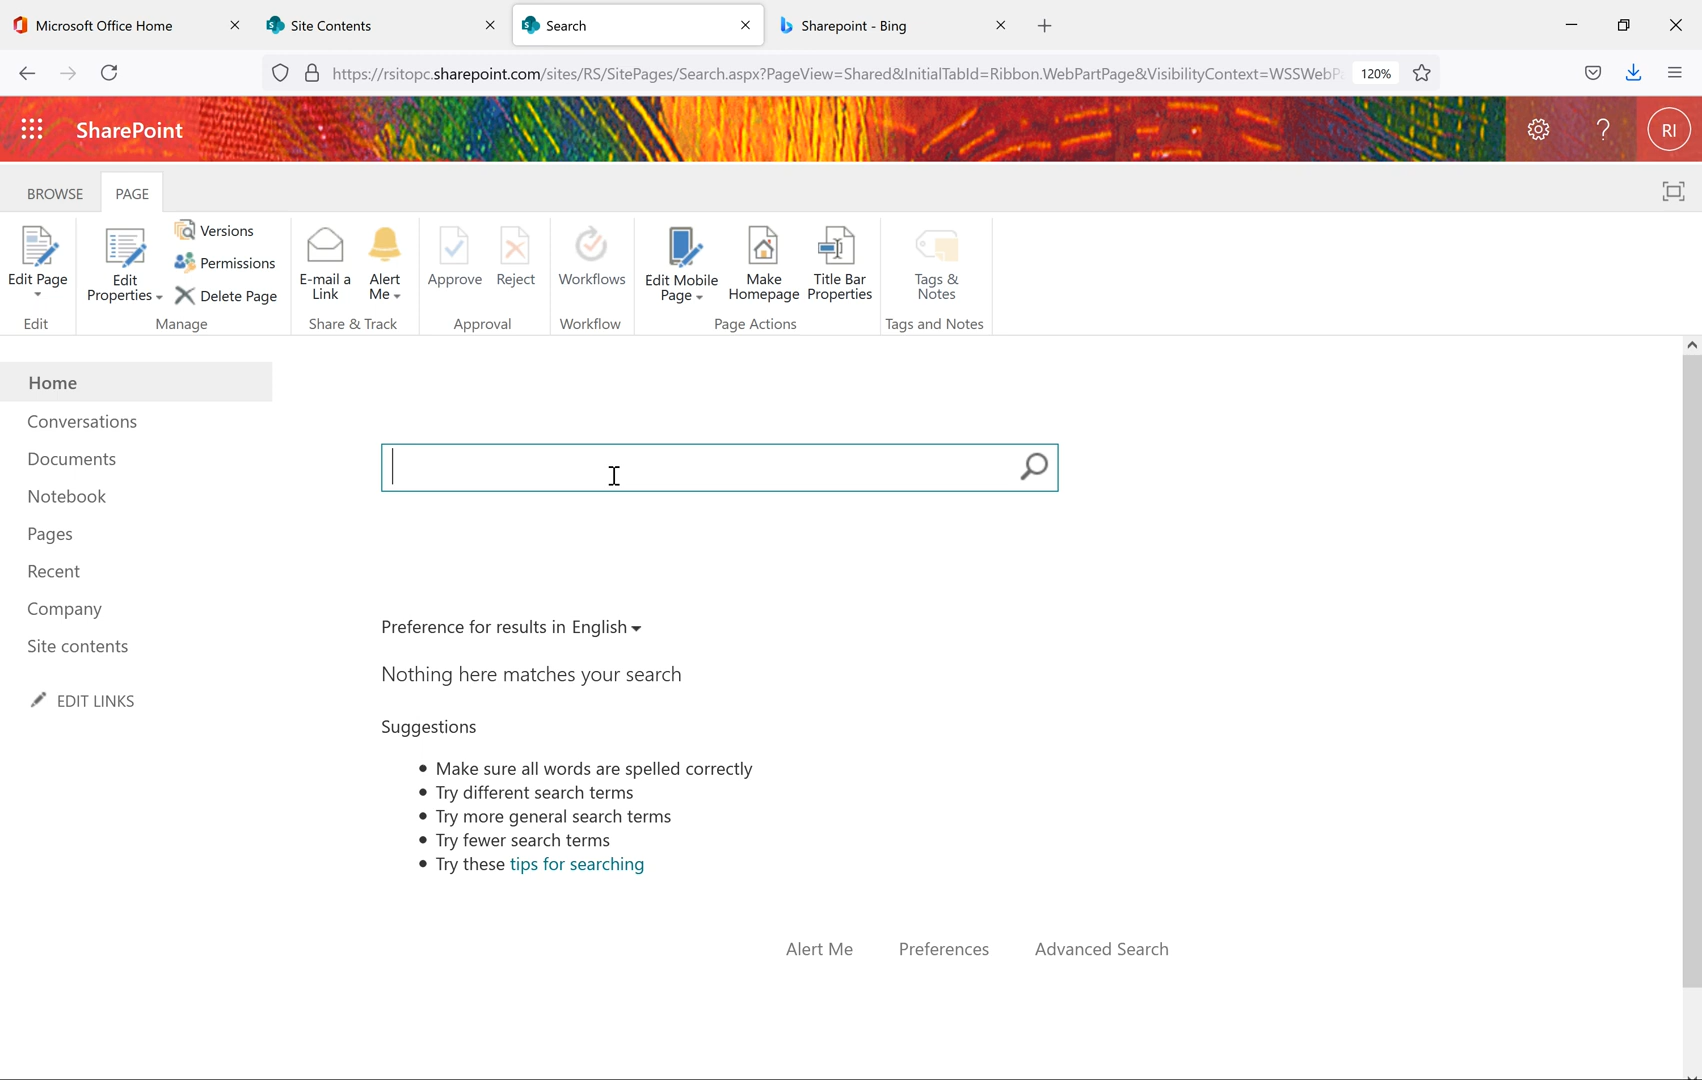 Microsoft Office Home
Site Contents
Search
Sharepoint - Bing
https://rsitopc.sharepoint.com/sites/RS/SitePages/Search.aspx?PageView=Shared&InitialTabId=Ribbon.WebPartPage&VisibilityContext=WSSWebP
120%
SharePoint
RI
BROWSE
PAGE
Edit Page
Edit Properties
Versions
Permissions
Delete Page
E-mail a Link
Alert Me
Approve
Reject
Workflows
Edit Mobile Page
Make Homepage
Title Bar Properties
Tags & Notes
Edit
Manage
Share & Track
Approval
Workflow
Page Actions
Tags and Notes
Home
Conversations
Documents
Notebook
Pages
Recent
Company
Site contents
EDIT LINKS
Preference for results in English
Nothing here matches your search
Suggestions
Make sure all words are spelled correctly
Try different search terms
Try more general search terms
Try fewer search terms
Try these tips for searching
Alert Me
Preferences
Advanced Search